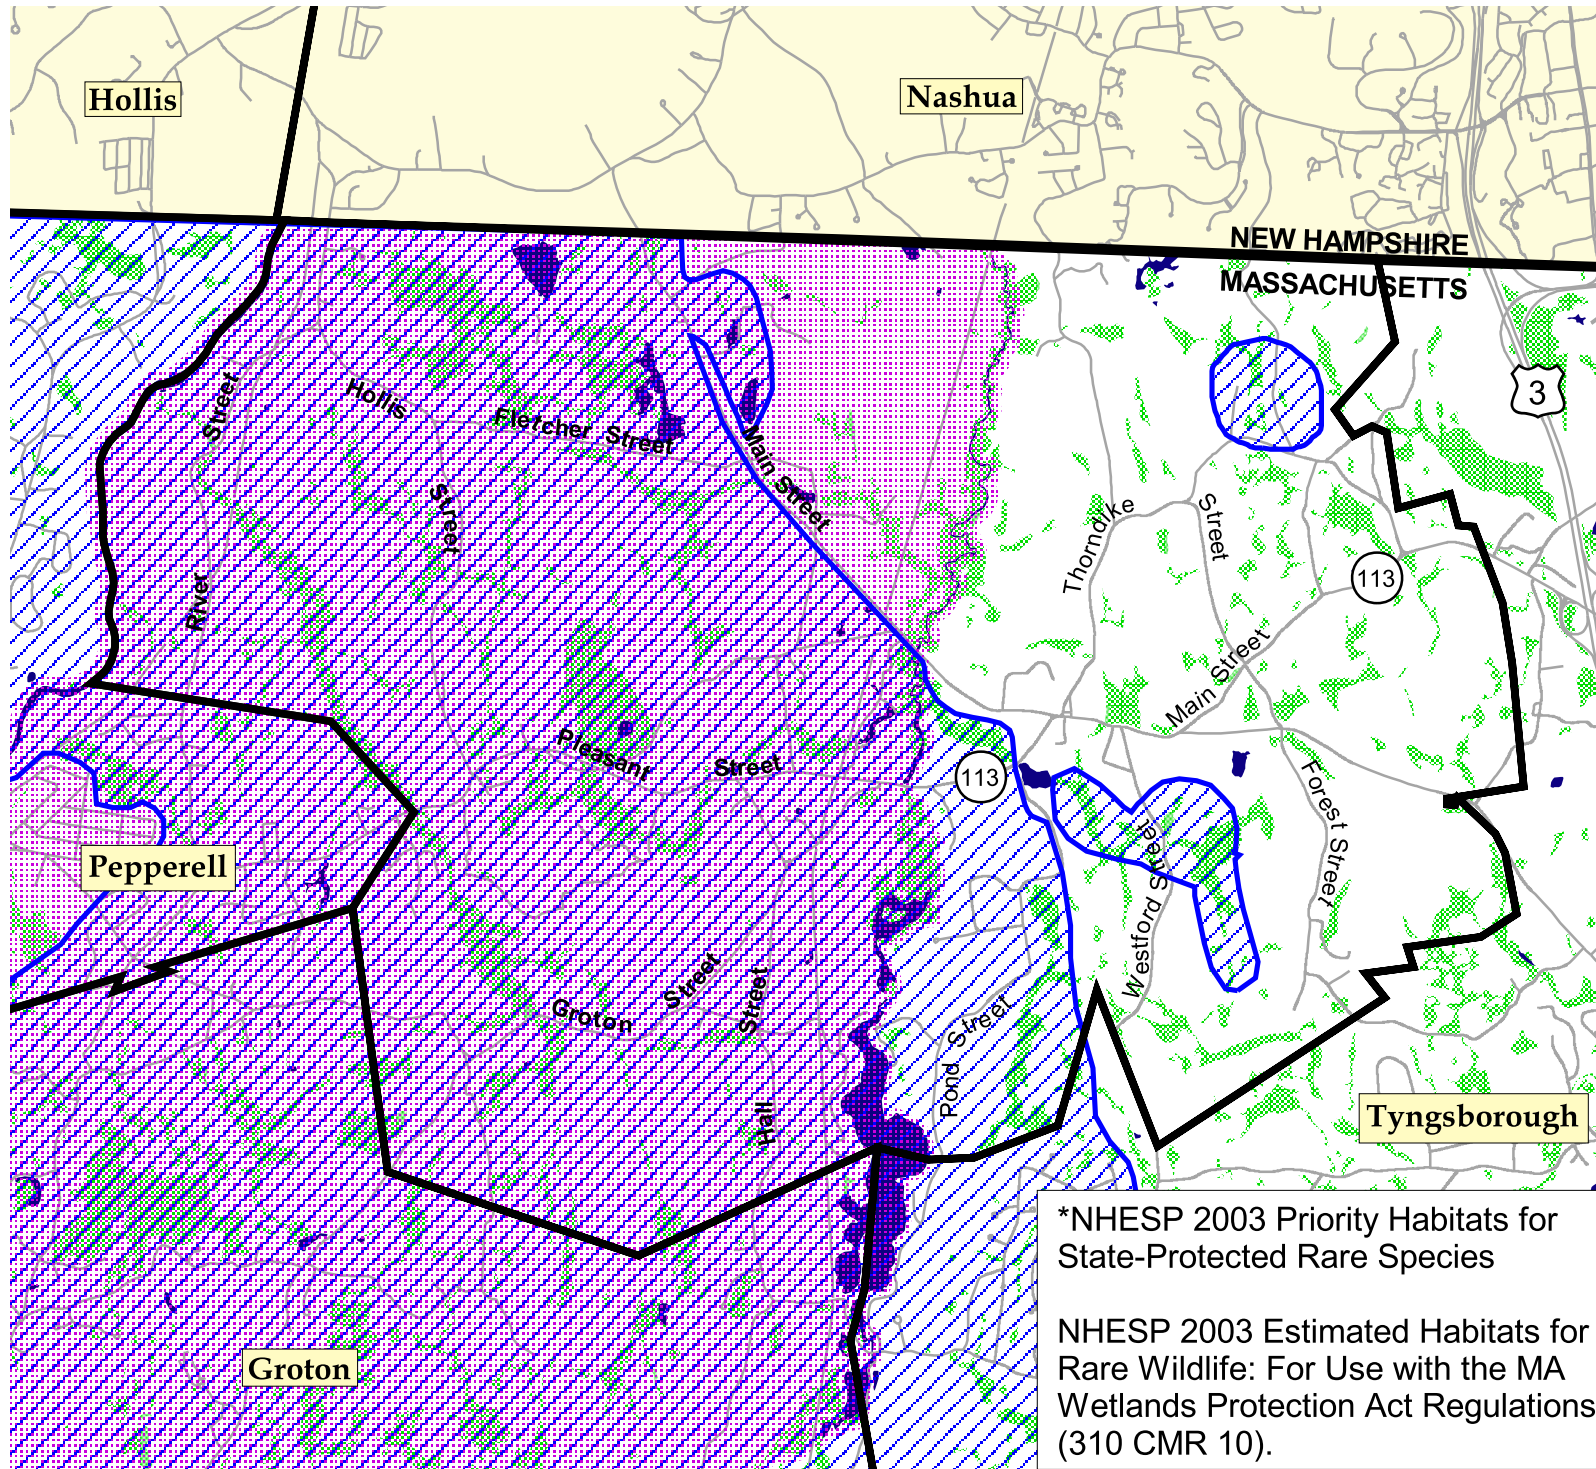 Hollis
Nashua
NEW HAMPSHIRE
MASSACHUSETTS
3
Street
Hollis
Fletcher Street
Main Street
street
Thorndike
Street
113
River
Main Street
Pleasant
Street
113
Forest Street
Pepperell
Westford Street
Street
Street
Groton
Pond Street
Hall
Tyngsborough
*NHESP 2003 Priority Habitats for
State-Protected Rare Species
NHESP 2003 Estimated Habitats for
Rare Wildlife: For Use with the MA
Wetlands Protection Act Regulations
(310 CMR 10).
Groton